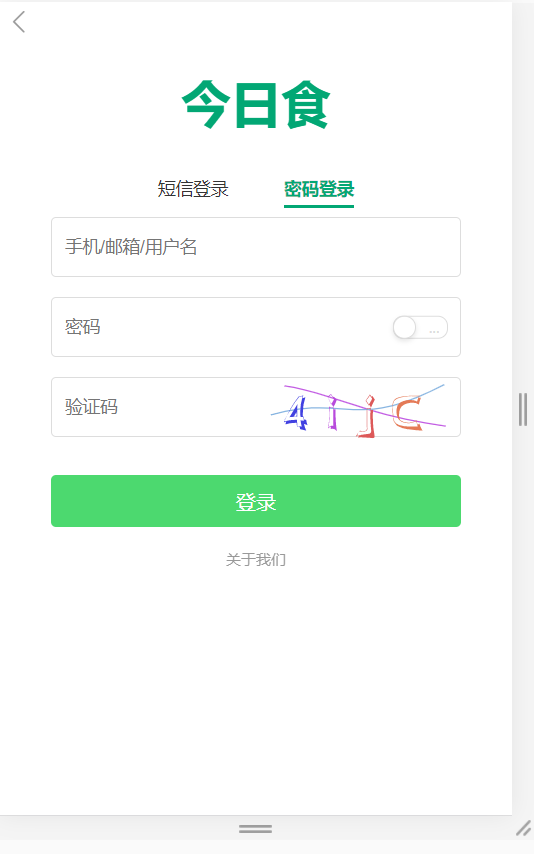 今日食
短信登录 密码登录
手机/邮箱/用户名
密码 ...
验证码 4ijC
登录
关于我们